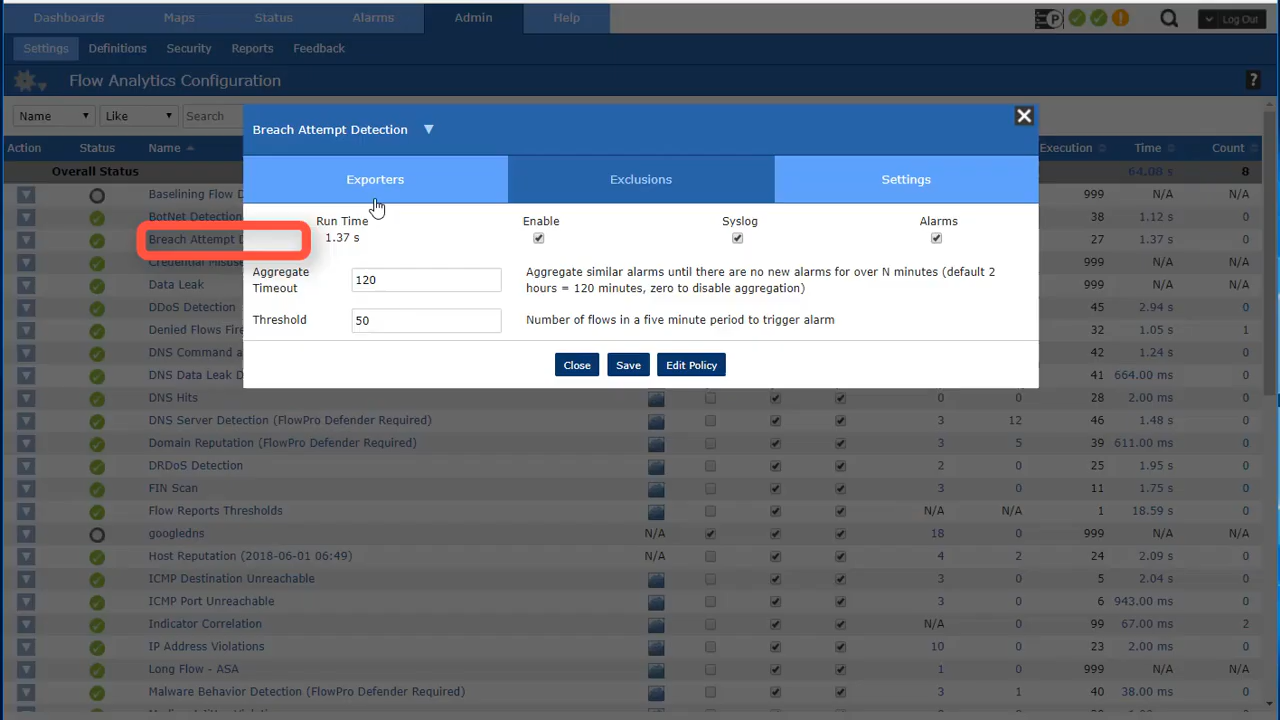 Dashboards Maps Status Alarms Admin Help P Log Out
Settings Definitions Security Reports Feedback
Flow Analytics Configuration ?
Name Like Search
Action Status Name Execution Time Count
Overall Status 64.08 s 8
Baselining Flow D 999 N/A N/A
BotNet Detection 38 1.12 s 0
Breach Attempt 27 1.37 s 0
Credential Misuse 999 N/A N/A
Data Leak 999 N/A N/A
DDoS Detection 45 2.94 s 0
Denied Flows Fire 32 1.05 s 1
DNS Command a 42 1.24 s 0
DNS Data Leak D 41 664.00 ms 0
DNS Hits 0 0 28 2.00 ms 0
DNS Server Detection (FlowPro Defender Required) 3 12 46 1.48 s 0
Domain Reputation (FlowPro Defender Required) 3 5 39 611.00 ms 0
DRDoS Detection 2 0 25 1.95 s 0
FIN Scan 3 0 11 1.75 s 0
Flow Reports Thresholds N/A N/A 1 18.59 s 0
googledns N/A 18 0 999 N/A N/A
Host Reputation (2018-06-01 06:49) N/A 4 2 24 2.09 s 0
ICMP Destination Unreachable 3 0 5 2.04 s 0
ICMP Port Unreachable 3 0 6 943.00 ms 0
Indicator Correlation N/A 0 99 67.00 ms 2
IP Address Violations 10 0 23 2.00 ms 0
Long Flow - ASA 1 0 999 N/A N/A
Malware Behavior Detection (FlowPro Defender Required) 3 1 40 38.00 ms 0
Breach Attempt Detection
Exporters Exclusions Settings
Run Time Enable Syslog Alarms
1.37 s
Aggregate Timeout 120 Aggregate similar alarms until there are no new alarms for over N minutes (default 2
hours = 120 minutes, zero to disable aggregation)
Threshold 50 Number of flows in a five minute period to trigger alarm
Close Save Edit Policy